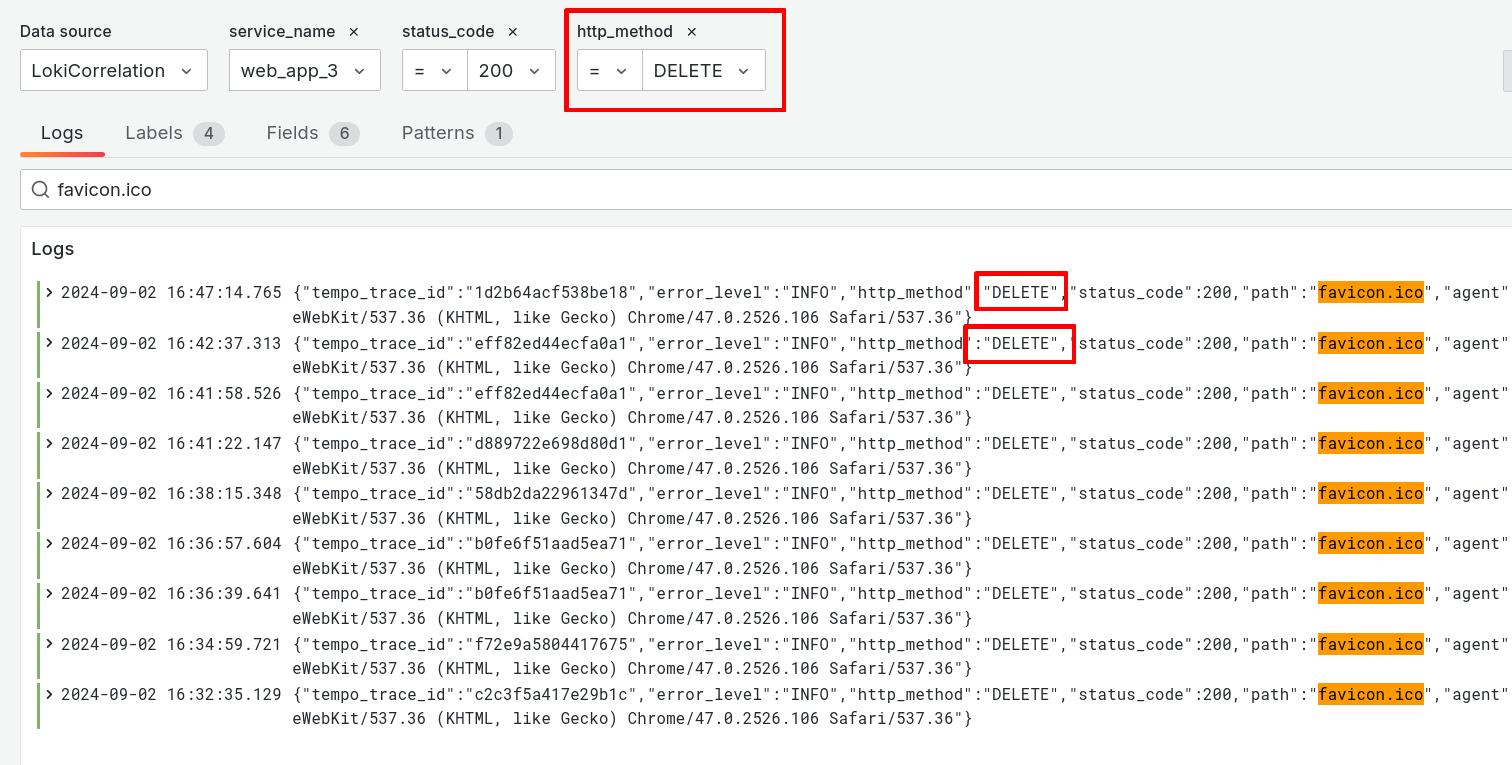 Data source service_name × status_code × http_method ×
LokiCorrelation web_app_3 = 200 = DELETE
Logs Labels 4 Fields 6 Patterns 1
favicon.ico
Logs
2024-09-02 16:47:14.765 {"tempo_trace_id":"1d2b64acf538be18","error_level":"INFO","http_method":"DELETE","status_code":200,"path":"favicon.ico","agent"
eWebKit/537.36 (KHTML, like Gecko) Chrome/47.0.2526.106 Safari/537.36"}
2024-09-02 16:42:37.313 {"tempo_trace_id":"eff82ed44ecfa0a1","error_level":"INFO","http_method":"DELETE","status_code":200,"path":"favicon.ico","agent"
eWebKit/537.36 (KHTML, like Gecko) Chrome/47.0.2526.106 Safari/537.36"}
2024-09-02 16:41:58.526 {"tempo_trace_id":"eff82ed44ecfa0a1","error_level":"INFO","http_method":"DELETE","status_code":200,"path":"favicon.ico","agent"
eWebKit/537.36 (KHTML, like Gecko) Chrome/47.0.2526.106 Safari/537.36"}
2024-09-02 16:41:22.147 {"tempo_trace_id":"d889722e698d80d1","error_level":"INFO","http_method":"DELETE","status_code":200,"path":"favicon.ico","agent"
eWebKit/537.36 (KHTML, like Gecko) Chrome/47.0.2526.106 Safari/537.36"}
2024-09-02 16:38:15.348 {"tempo_trace_id":"58db2da22961347d","error_level":"INFO","http_method":"DELETE","status_code":200,"path":"favicon.ico","agent"
eWebKit/537.36 (KHTML, like Gecko) Chrome/47.0.2526.106 Safari/537.36"}
2024-09-02 16:36:57.604 {"tempo_trace_id":"b0fe6f51aad5ea71","error_level":"INFO","http_method":"DELETE","status_code":200,"path":"favicon.ico","agent"
eWebKit/537.36 (KHTML, like Gecko) Chrome/47.0.2526.106 Safari/537.36"}
2024-09-02 16:36:39.641 {"tempo_trace_id":"b0fe6f51aad5ea71","error_level":"INFO","http_method":"DELETE","status_code":200,"path":"favicon.ico","agent"
eWebKit/537.36 (KHTML, like Gecko) Chrome/47.0.2526.106 Safari/537.36"}
2024-09-02 16:34:59.721 {"tempo_trace_id":"f72e9a5804417675","error_level":"INFO","http_method":"DELETE","status_code":200,"path":"favicon.ico","agent"
eWebKit/537.36 (KHTML, like Gecko) Chrome/47.0.2526.106 Safari/537.36"}
2024-09-02 16:32:35.129 {"tempo_trace_id":"c2c3f5a417e29b1c","error_level":"INFO","http_method":"DELETE","status_code":200,"path":"favicon.ico","agent"
eWebKit/537.36 (KHTML, like Gecko) Chrome/47.0.2526.106 Safari/537.36"}